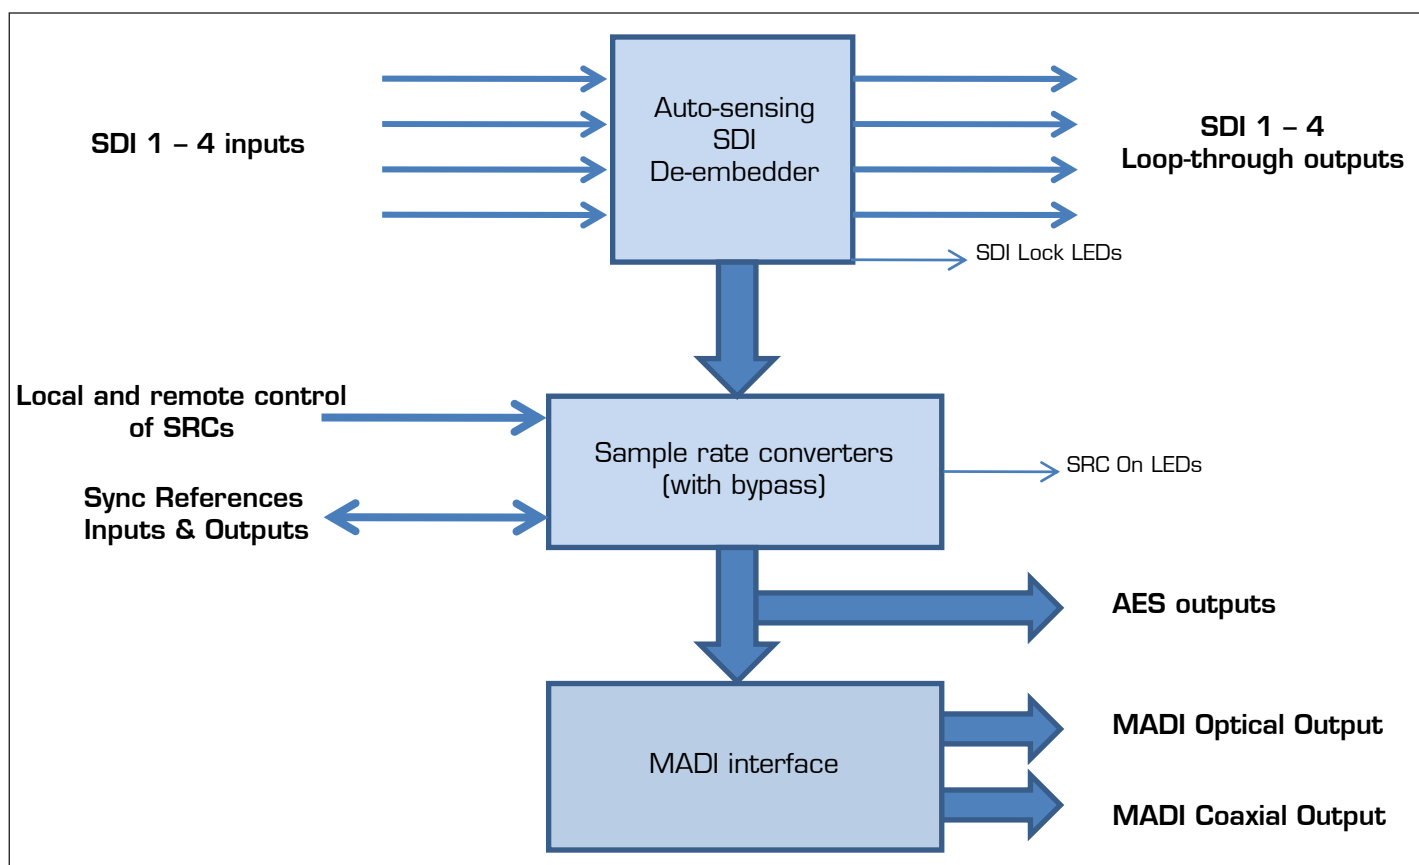 SDI 1 – 4 inputs
Auto-sensing
SDI
De-embedder
SDI 1 – 4
Loop-through outputs
SDI Lock LEDs
Local and remote control
of SRCs
Sample rate converters
(with bypass)
SRC On LEDs
Sync References
Inputs & Outputs
AES outputs
MADI interface
MADI Optical Output
MADI Coaxial Output